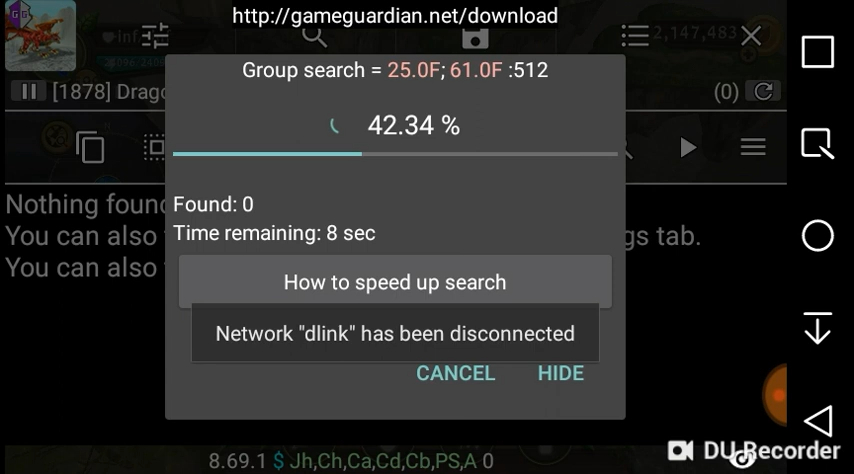 http://gameguardian.net/download
Inf.
2,147,483
Group search = 25.0F; 61.0F :512
[1878] Drago
(0)
42.34 %
Nothing found
Found: 0
You can also
Time remaining: 8 sec
gs tab.
You can also
How to speed up search
Network "dlink" has been disconnected
CANCEL HIDE
DU Recorder
8.69.1 $ Jh,Ch,Ca,Cd,Cb,PS,A 0